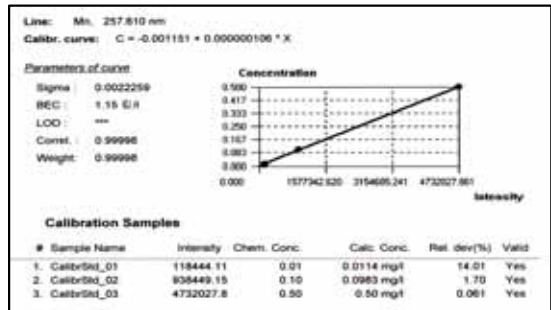 Line: Mn, 257.610 nm
Calibr. curve: C = -0.001151 + 0.000000106 * X
Parameters of curve
Sigma : 0.0022259
BEC : 1.15 E-3
LOD : ***
Correl. : 0.99998
Weight: 0.99998
Concentration
0.500
0.417
0.333
0.250
0.167
0.083
0.000
0.000 1577342.620 3154685.241 4732027.861
Intensity
Calibration Samples
# Sample Name Intensity Chem. Conc. Calc. Conc. Rel. dev(%) Valid
1. CalibrStd_01 118444.11 0.01 0.0114 mg/l 14.01 Yes
2. CalibrStd_02 938449.15 0.10 0.0983 mg/l 1.70 Yes
3. CalibrStd_03 4732027.8 0.50 0.50 mg/l 0.061 Yes